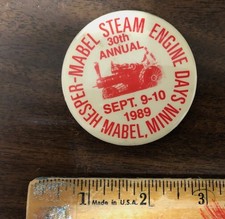 HESPER-MABEL STEAM ENGINE DAYS
30th
ANNUAL
SEPT. 9-10
1989
MABEL, MINN.
Made in U.S.A.
1
2
3